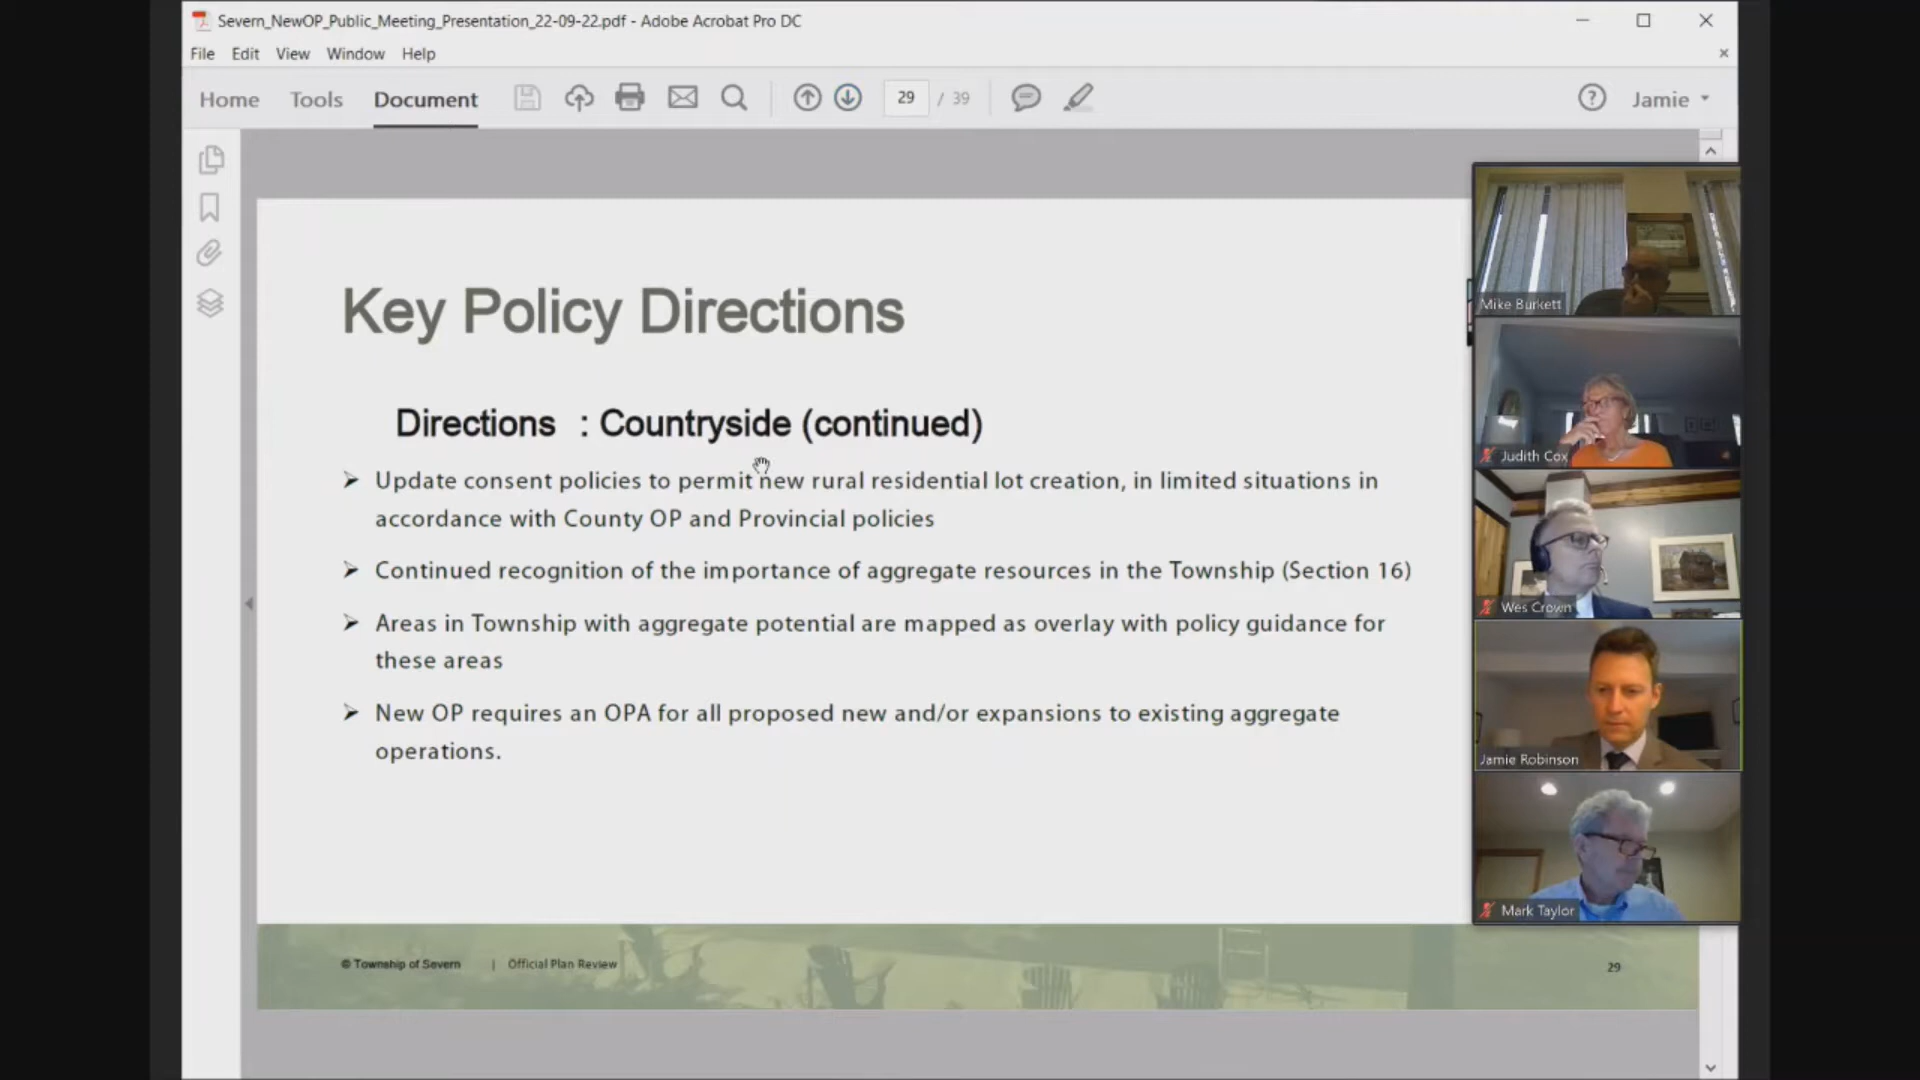 Severn_NewOP_Public_Meeting_Presentation_22-09-22.pdf - Adobe Acrobat Pro DC
File Edit View Window Help
Home Tools Document 29 / 39 Jamie
Key Policy Directions
Directions : Countryside (continued)
➤ Update consent policies to permit new rural residential lot creation, in limited situations in
accordance with County OP and Provincial policies
➤ Continued recognition of the importance of aggregate resources in the Township (Section 16)
➤ Areas in Township with aggregate potential are mapped as overlay with policy guidance for
these areas
➤ New OP requires an OPA for all proposed new and/or expansions to existing aggregate
operations.
© Township of Severn | Official Plan Review
29
Mike Burkett
Judith Cox
Wes Crown
Jamie Robinson
Mark Taylor